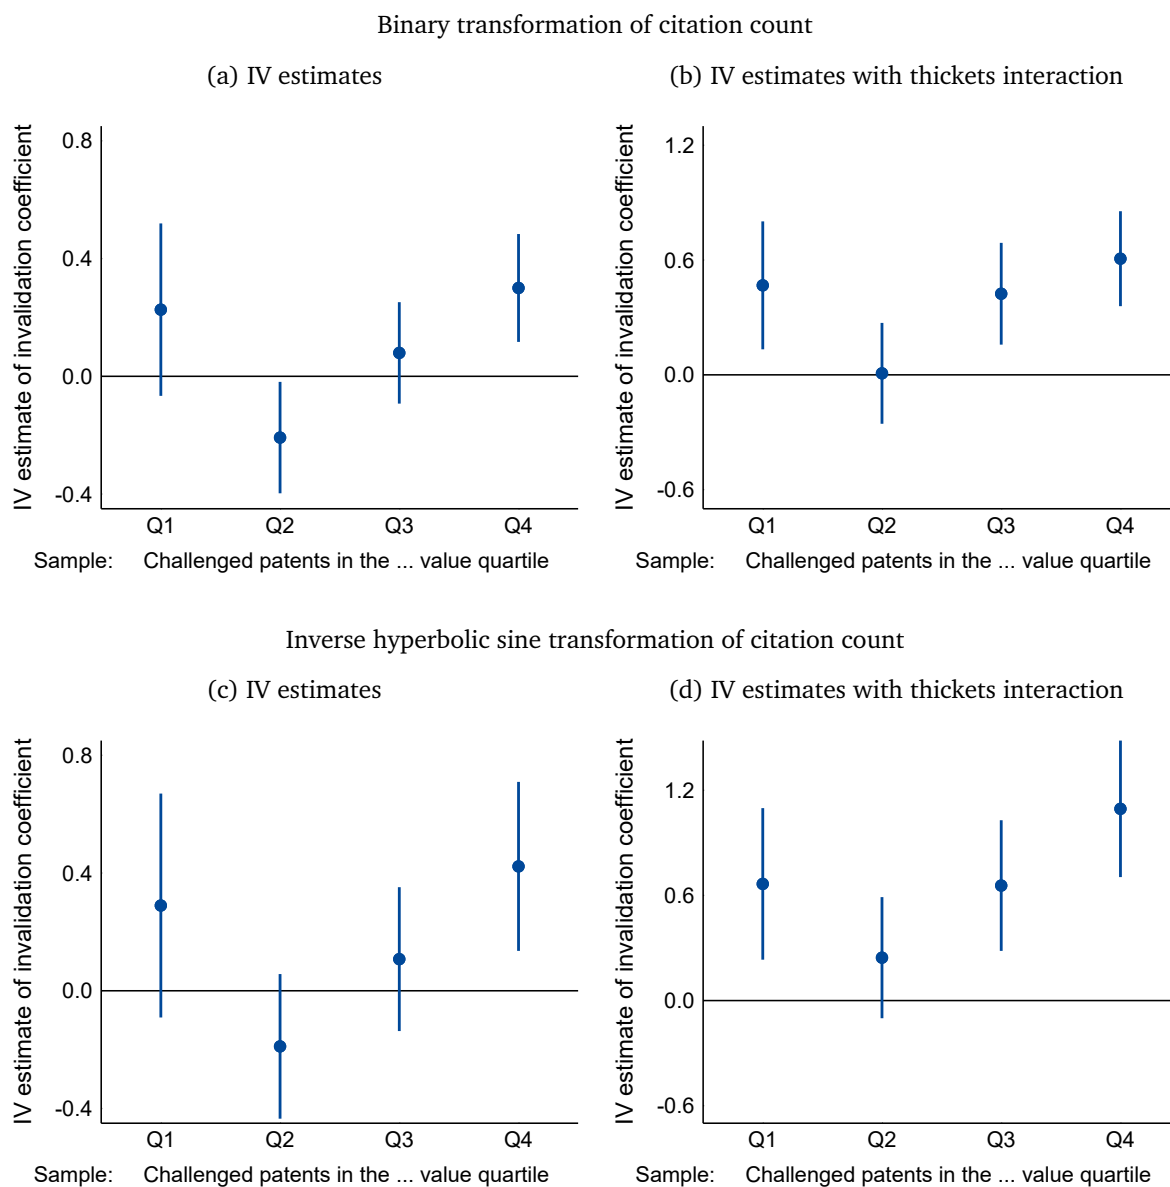 Binary transformation of citation count
(a) IV estimates
(b) IV estimates with thickets interaction
IV estimate of invalidation coefficient
0.8
0.4
0.0
-0.4
Q1 Q2 Q3 Q4
Sample: Challenged patents in the ... value quartile
IV estimate of invalidation coefficient
1.2
0.6
0.0
-0.6
Q1 Q2 Q3 Q4
Sample: Challenged patents in the ... value quartile
Inverse hyperbolic sine transformation of citation count
(c) IV estimates
(d) IV estimates with thickets interaction
IV estimate of invalidation coefficient
0.8
0.4
0.0
-0.4
Q1 Q2 Q3 Q4
Sample: Challenged patents in the ... value quartile
IV estimate of invalidation coefficient
1.2
0.6
0.0
-0.6
Q1 Q2 Q3 Q4
Sample: Challenged patents in the ... value quartile